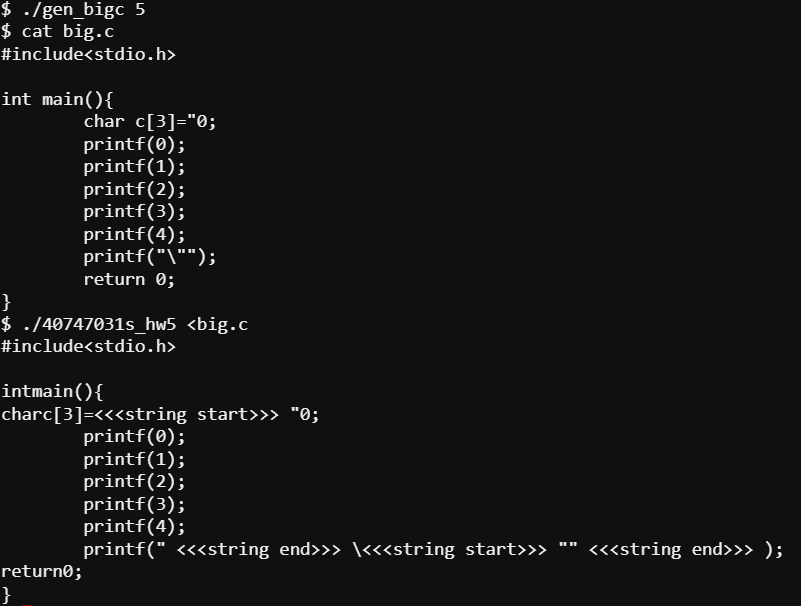 $ ./gen_bigc 5
$ cat big.c
#include<stdio.h>

int main(){
        char c[3]="0;
        printf(0);
        printf(1);
        printf(2);
        printf(3);
        printf(4);
        printf("\"");
        return 0;
}
$ ./40747031s_hw5 <big.c
#include<stdio.h>

intmain(){
charc[3]=<<<string start>>> "0;
        printf(0);
        printf(1);
        printf(2);
        printf(3);
        printf(4);
        printf(" <<<string end>>> \<<<string start>>> "" <<<string end>>> );
return0;
}